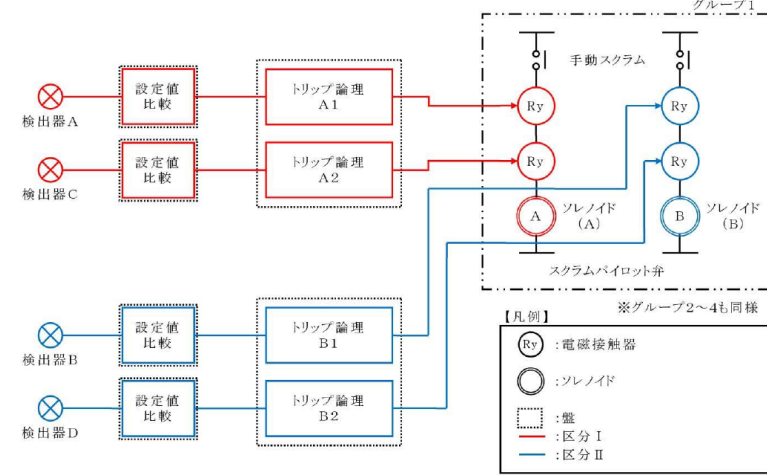 グループ1
手動スクラム
検出器A
設定値
比較
トリップ論理
A1
Ry
Ry
検出器C
設定値
比較
トリップ論理
A2
Ry
Ry
A
ソレノイド
(A)
B
ソレノイド
(B)
スクラムパイロット弁
※グループ2~4も同様
検出器B
設定値
比較
トリップ論理
B1
検出器D
設定値
比較
トリップ論理
B2
【凡例】
Ry :電磁接触器
:ソレノイド
:盤
:区分Ⅰ
:区分Ⅱ